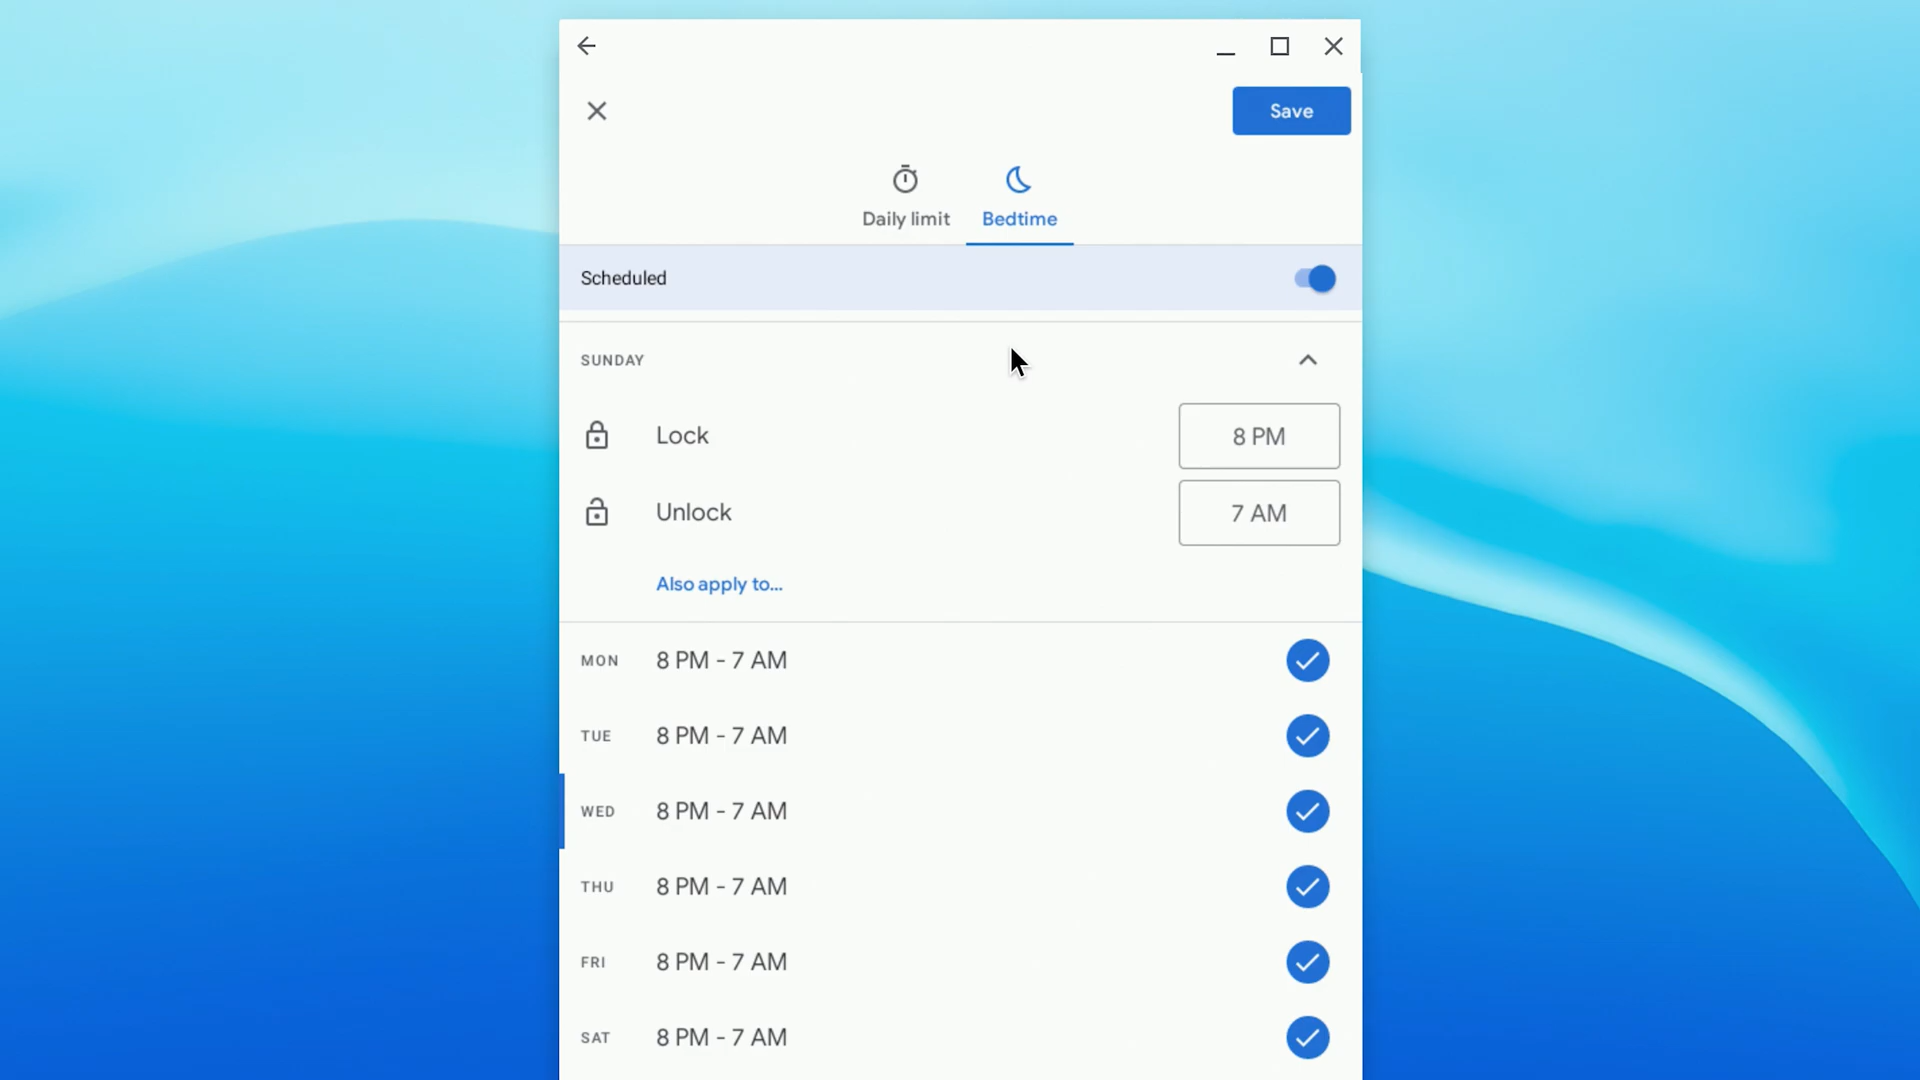 Save
Daily limit
Bedtime
Scheduled
SUNDAY
Lock
8 PM
Unlock
7 AM
Also apply to...
MON 8 PM - 7 AM
TUE 8 PM - 7 AM
WED 8 PM - 7 AM
THU 8 PM - 7 AM
FRI 8 PM - 7 AM
SAT 8 PM - 7 AM